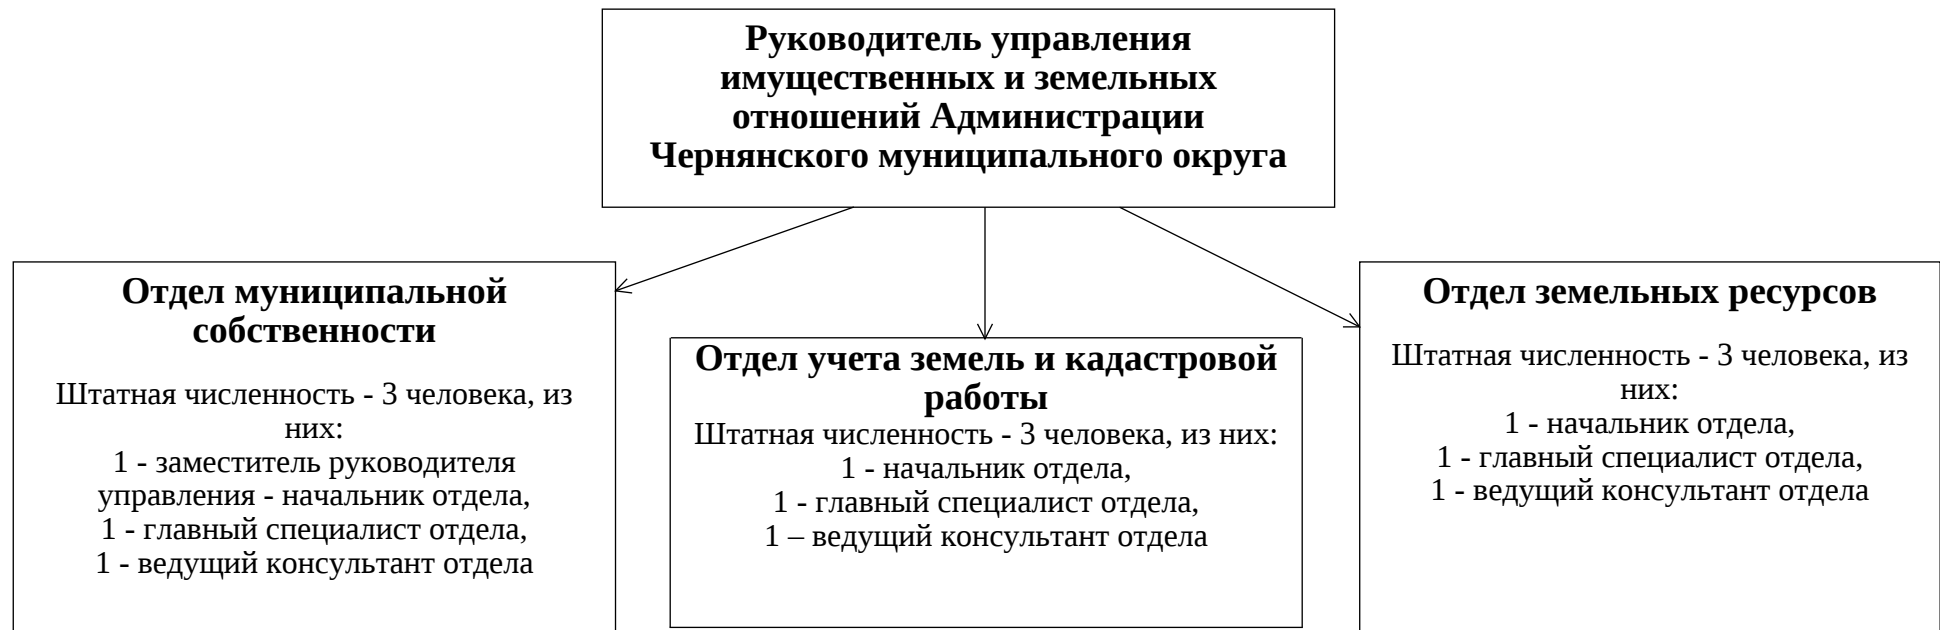 Руководитель управления
имущественных и земельных
отношений Администрации
Чернянского муниципального округа
Отдел муниципальной
собственности
Штатная численность - 3 человека, из
них:
1 - заместитель руководителя
управления - начальник отдела,
1 - главный специалист отдела,
1 - ведущий консультант отдела
Отдел учета земель и кадастровой
работы
Штатная численность - 3 человека, из них:
1 - начальник отдела,
1 - главный специалист отдела,
1 – ведущий консультант отдела
Отдел земельных ресурсов
Штатная численность - 3 человека, из
них:
1 - начальник отдела,
1 - главный специалист отдела,
1 - ведущий консультант отдела